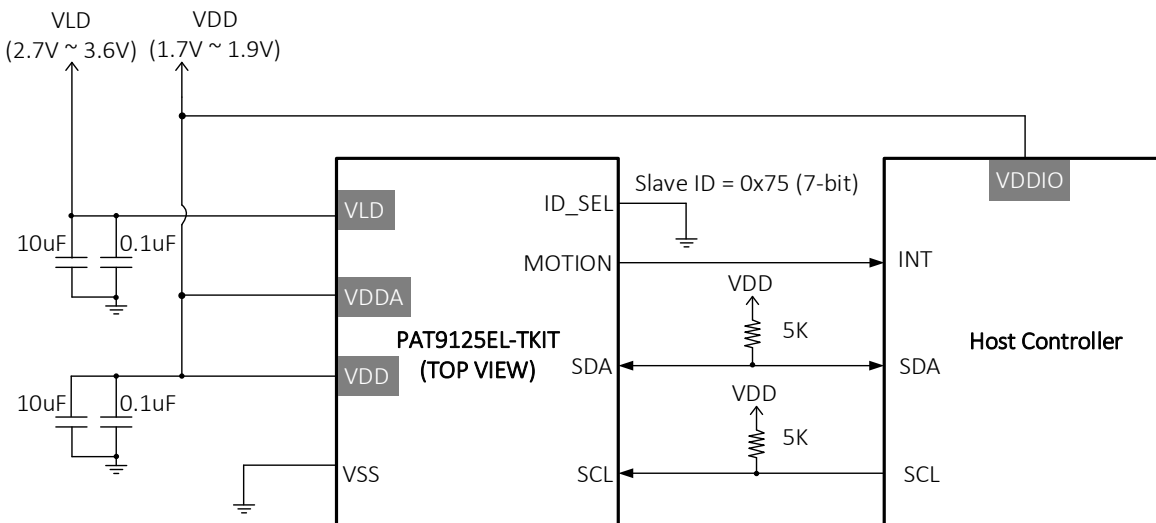 VLD
(2.7V ~ 3.6V)
VDD
(1.7V ~ 1.9V)
VLD
10uF
0.1uF
VDDA
VDD
10uF
0.1uF
VSS
PAT9125EL-TKIT
(TOP VIEW)
ID_SEL
MOTION
SDA
SCL
Slave ID = 0x75 (7-bit)
VDD
5K
VDD
5K
VDDIO
INT
Host Controller
SDA
SCL